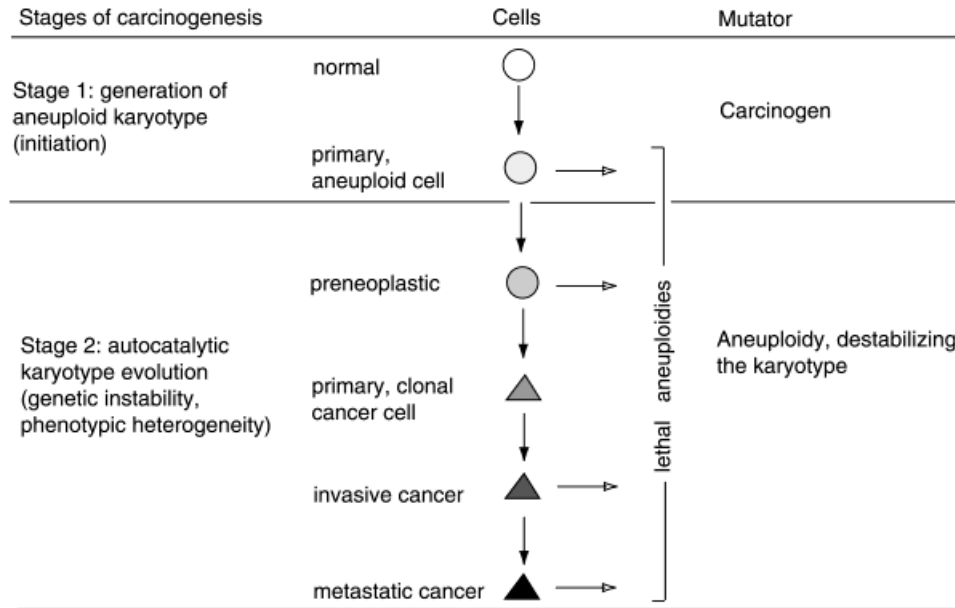 Stages of carcinogenesis
Cells
Mutator
normal
Stage 1: generation of
aneuploid karyotype
(initiation)
Carcinogen
primary,
aneuploid cell
preneoplastic
lethal aneuploidies
Stage 2: autocatalytic
karyotype evolution
(genetic instability,
phenotypic heterogeneity)
Aneuploidy, destabilizing
the karyotype
primary, clonal
cancer cell
invasive cancer
metastatic cancer